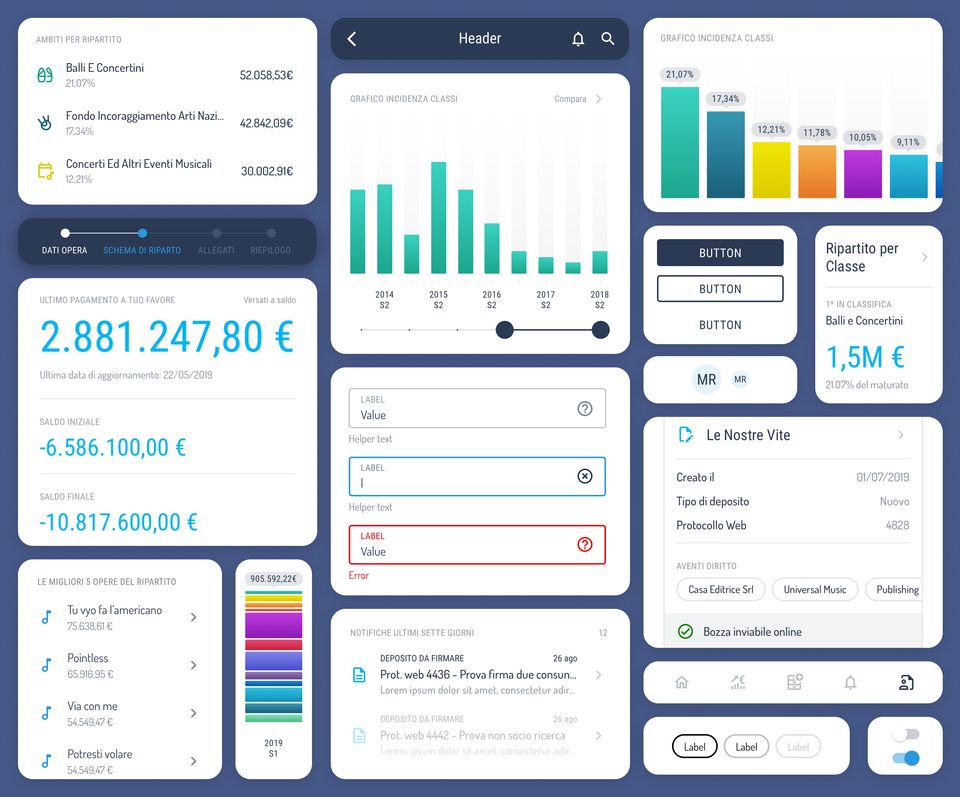 AMBITI PER RIPARTITO
Balli E Concertini
21,07%
52.058,53€
Fondo Incoraggiamento Arti Nazi...
17,34%
42.842,09€
Concerti Ed Altri Eventi Musicali
12,21%
30.002,91€
DATI OPERA
SCHEMA DI RIPARTO
ALLEGATI
RIEPILOGO
ULTIMO PAGAMENTO A TUO FAVORE
Versati a saldo
2.881.247,80 €
Ultima data di aggiornamento: 22/05/2019
SALDO INIZIALE
-6.586.100,00 €
SALDO FINALE
-10.817.600,00 €
LE MIGLIORI 5 OPERE DEL RIPARTITO
Tu vyo fa l'americano
75.638,61 €
Pointless
65.916,95 €
Via con me
54.549,47 €
Potresti volare
54.549,47 €
905.592,22€
2019
S1
Header
GRAFICO INCIDENZA CLASSI
Compara
2014
S2
2015
S2
2016
S2
2017
S2
2018
S2
LABEL
Value
Helper text
LABEL
Helper text
LABEL
Value
Error
NOTIFICHE ULTIMI SETTE GIORNI
12
DEPOSITO DA FIRMARE
26 ago
Prot. web 4436 - Prova firma due consun...
Lorem ipsum dolor sit amet, consectetur adir...
DEPOSITO DA FIRMARE
26 ago
Prot. web 4442 - Prova non socio ricerca
Lorem ipsum dolor sit amet, consectetur adir...
GRAFICO INCIDENZA CLASSI
21,07%
17,34%
12,21%
11,78%
10,05%
9,11%
BUTTON
BUTTON
BUTTON
MR
MR
Ripartito per
Classe
1ª IN CLASSIFICA
Balli e Concertini
1,5M €
21.07% del maturato
Le Nostre Vite
Creato il
01/07/2019
Tipo di deposito
Nuovo
Protocollo Web
4828
AVENTI DIRITTO
Casa Editrice Srl
Universal Music
Publishing
Bozza inviabile online
Label
Label
Label